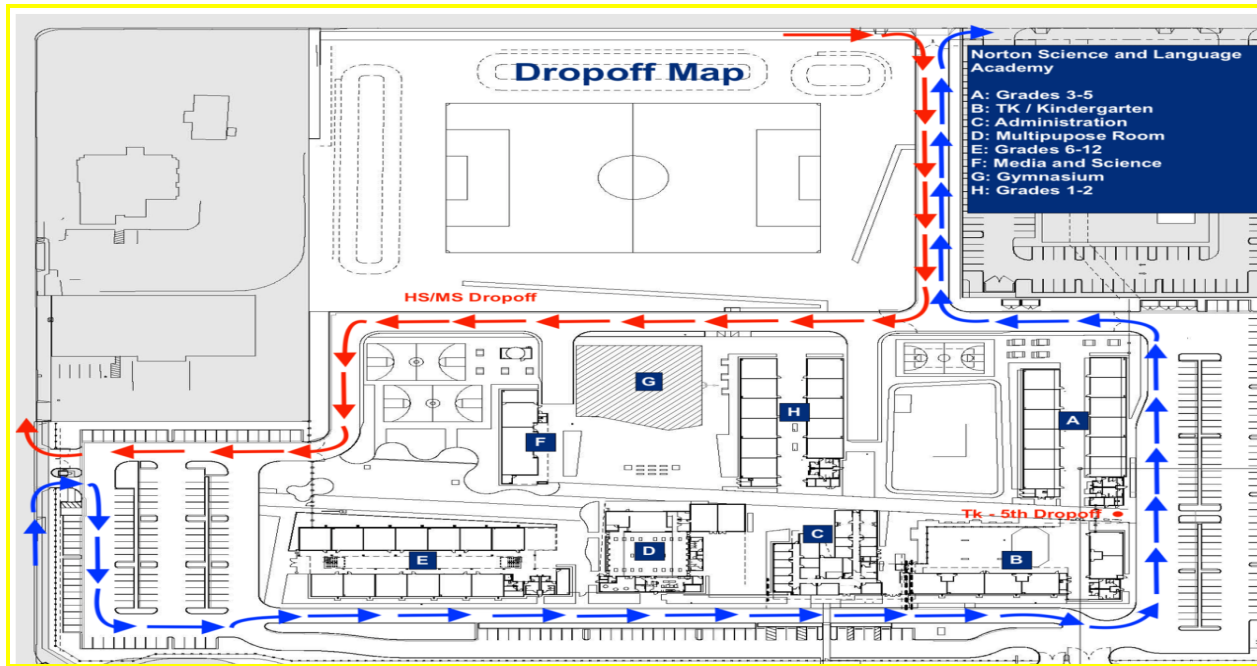 Dropoff Map
Norton Science and Language
Academy
A: Grades 3-5
B: TK / Kindergarten
C: Administration
D: Multipupose Room
E: Grades 6-12
F: Media and Science
G: Gymnasium
H: Grades 1-2
HS/MS Dropoff
G
H
A
F
Tk - 5th Dropoff
C
D
E
B